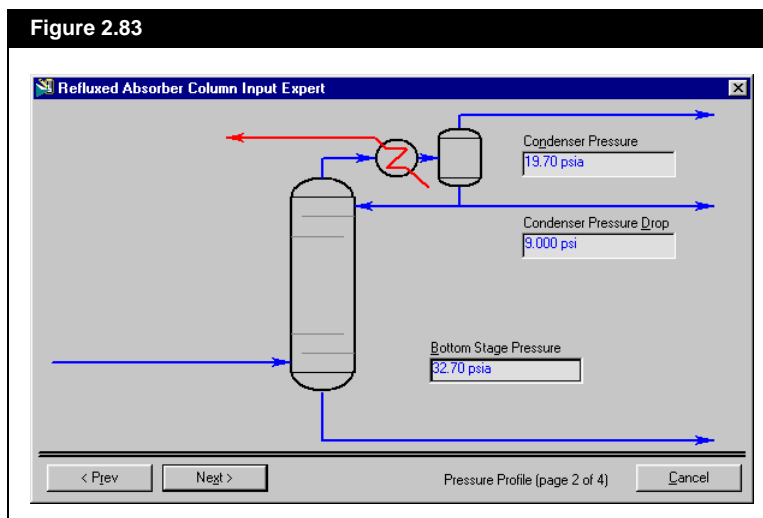 Figure 2.83
Refluxed Absorber Column Input Expert
Condenser Pressure
19.70 psia
Condenser Pressure Drop
9.000 psi
Bottom Stage Pressure
32.70 psia
< Prev
Next >
Pressure Profile (page 2 of 4)
Cancel